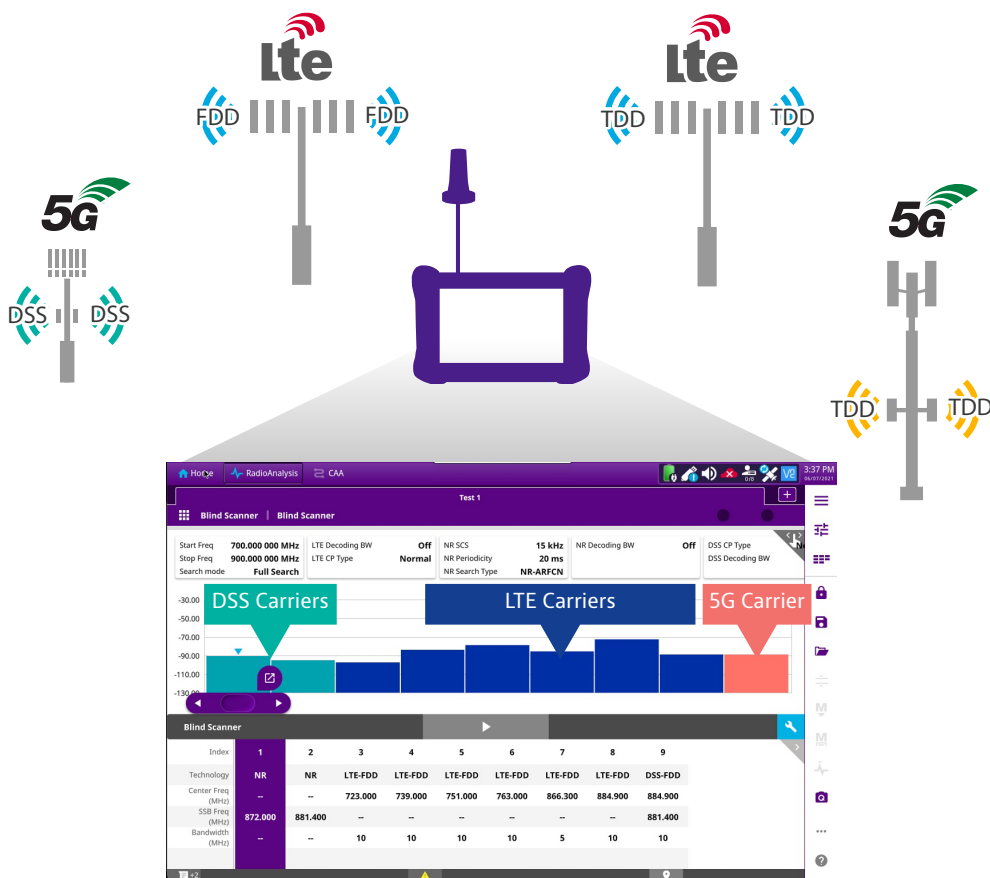 Lte
Lte
FDD
FDD
TDD
TDD
5G
5G
DSS
DSS
TDD
TDD
Home
RadioAnalysis
CAA
0/0
V2
3:37 PM
06/07/2021
Test 1
+
Blind Scanner | Blind Scanner
Start Freq 700.000 000 MHz
Stop Freq 900.000 000 MHz
Search mode Full Search
LTE Decoding BW Off
LTE CP Type Normal
NR SCS 15 kHz
NR Periodicity 20 ms
NR Search Type NR-ARFCN
NR Decoding BW Off
DSS CP Type
DSS Decoding BW
DSS Carriers
LTE Carriers
5G Carrier
-30.00
-50.00
-70.00
-90.00
-110.00
-130.00
Blind Scanner
Index 1 2 3 4 5 6 7 8 9
Technology NR NR LTE-FDD LTE-FDD LTE-FDD LTE-FDD LTE-FDD LTE-FDD DSS-FDD
Center Freq (MHz) -- -- 723.000 739.000 751.000 763.000 866.300 884.900 884.900
SSB Freq (MHz) 872.000 881.400 -- -- -- -- -- -- 881.400
Bandwidth (MHz) -- -- 10 10 10 10 5 10 10
+2
M
M